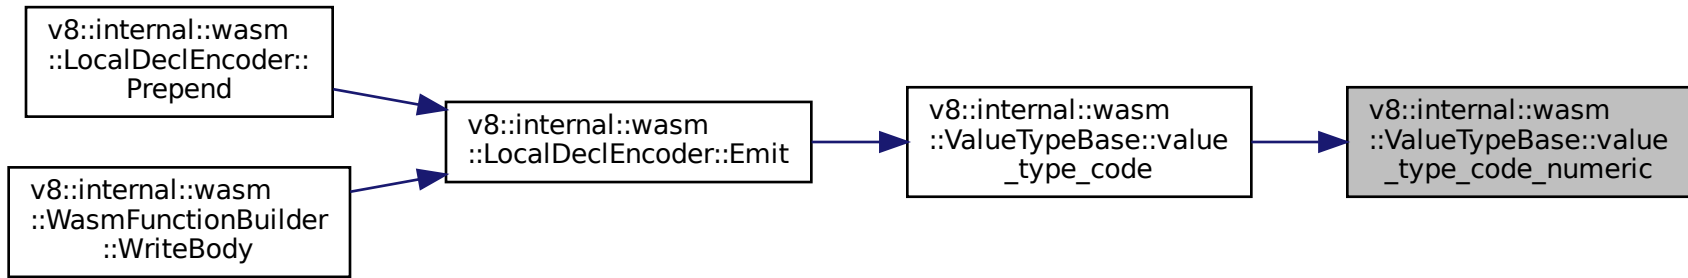 v8::internal::wasm
::LocalDeclEncoder::
Prepend
v8::internal::wasm
::WasmFunctionBuilder
::WriteBody
v8::internal::wasm
::LocalDeclEncoder::Emit
v8::internal::wasm
::ValueTypeBase::value
_type_code
v8::internal::wasm
::ValueTypeBase::value
_type_code_numeric